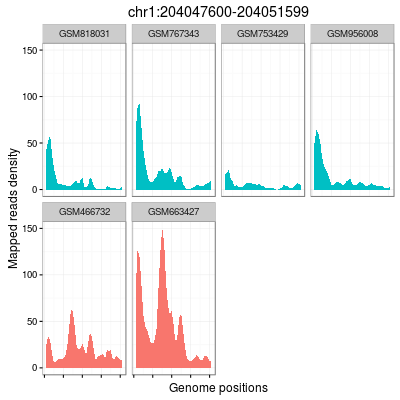 chr1:204047600-204051599
GSM818031 GSM767343 GSM753429 GSM956008
150
100
50
0
Mapped reads density
GSM466732 GSM663427
150
100
50
0
Genome positions